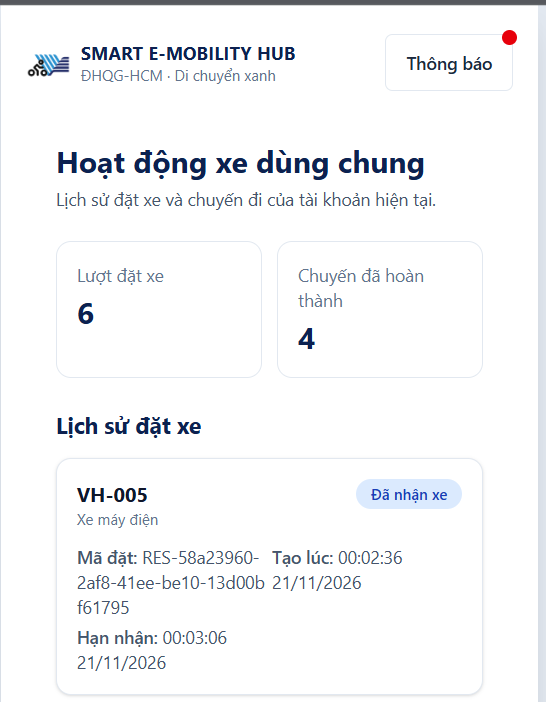 SMART E-MOBILITY HUB
ĐHQG-HCM · Di chuyển xanh
Thông báo
Hoạt động xe dùng chung
Lịch sử đặt xe và chuyến đi của tài khoản hiện tại.
Lượt đặt xe
6
Chuyến đã hoàn
thành
4
Lịch sử đặt xe
VH-005
Đã nhận xe
Xe máy điện
Mã đặt: RES-58a23960-
2af8-41ee-be10-13d00b
f61795
Tạo lúc: 00:02:36
21/11/2026
Hạn nhận: 00:03:06
21/11/2026